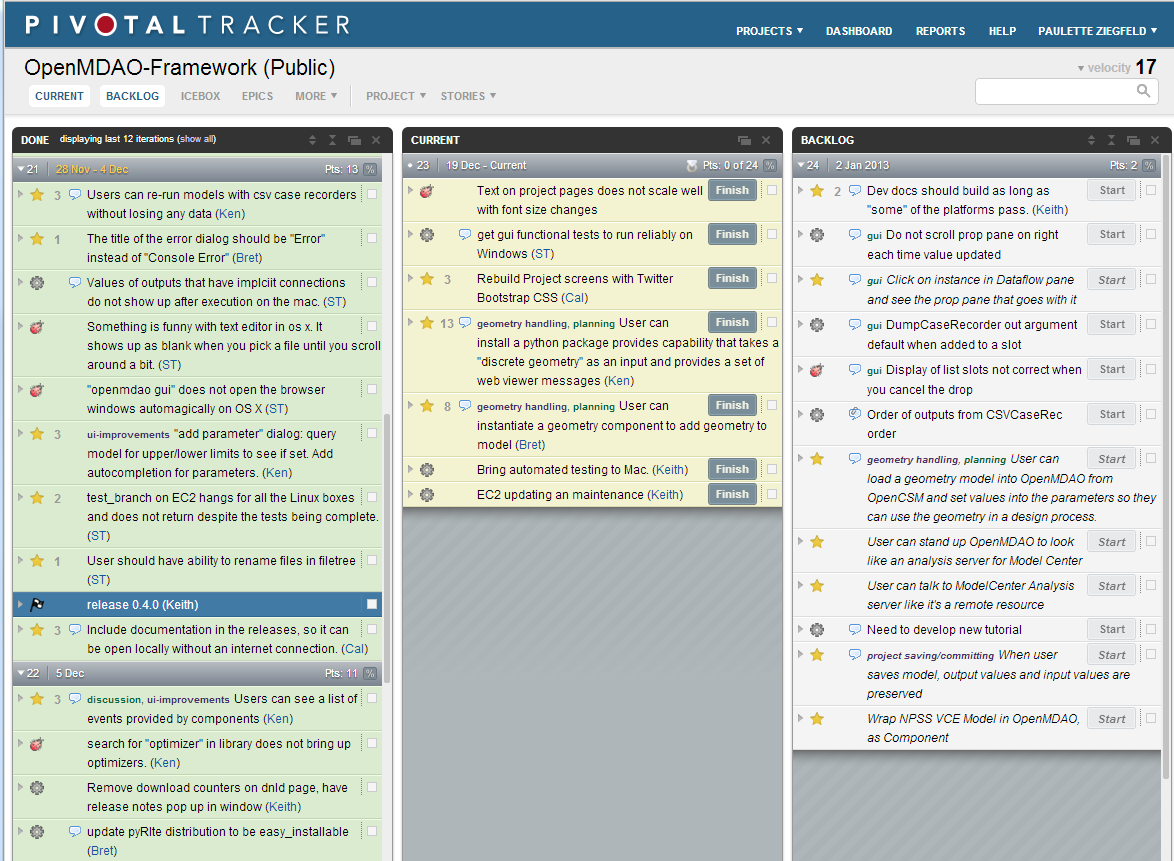 PIVOTAL TRACKER
PROJECTS
DASHBOARD
REPORTS
HELP
PAULETTE ZIEGFELD
OpenMDAO-Framework (Public)
velocity 17
CURRENT
BACKLOG
ICEBOX
EPICS
MORE
PROJECT
STORIES
DONE displaying last 12 iterations (show all)
21 28 Nov - 4 Dec Pts: 13 %
3 Users can re-run models with csv case recorders
without losing any data (Ken)
1 The title of the error dialog should be "Error"
instead of "Console Error" (Bret)
Values of outputs that have implciit connections
do not show up after execution on the mac. (ST)
Something is funny with text editor in os x. It
shows up as blank when you pick a file until you scroll
around a bit. (ST)
"openmdao gui" does not open the browser
windows automagically on OS X (ST)
3 ui-improvements "add parameter" dialog: query
model for upper/lower limits to see if set. Add
autocompletion for parameters. (Ken)
2 test_branch on EC2 hangs for all the Linux boxes
and does not return despite the tests being complete.
(ST)
1 User should have ability to rename files in filetree
(ST)
release 0.4.0 (Keith)
3 Include documentation in the releases, so it can
be open locally without an internet connection. (Cal)
22 5 Dec Pts: 11 %
3 discussion, ui-improvements Users can see a list of
events provided by components (Ken)
search for "optimizer" in library does not bring up
optimizers. (Ken)
Remove download counters on dnld page, have
release notes pop up in window (Keith)
update pyRlte distribution to be easy_installable
(Bret)
CURRENT
23 19 Dec - Current Pts: 0 of 24 %
Text on project pages does not scale well Finish
with font size changes
get gui functional tests to run reliably on Finish
Windows (ST)
3 Rebuild Project screens with Twitter Finish
Bootstrap CSS (Cal)
13 geometry handling, planning User can Finish
install a python package provides capability that takes a
"discrete geometry" as an input and provides a set of
web viewer messages (Ken)
8 geometry handling, planning User can Finish
instantiate a geometry component to add geometry to
model (Bret)
Bring automated testing to Mac. (Keith) Finish
EC2 updating an maintenance (Keith) Finish
BACKLOG
24 2 Jan 2013 Pts: 2 %
2 Dev docs should build as long as Start
"some" of the platforms pass. (Keith)
gui Do not scroll prop pane on right Start
each time value updated
gui Click on instance in Dataflow pane Start
and see the prop pane that goes with it
gui DumpCaseRecorder out argument Start
default when added to a slot
gui Display of list slots not correct when Start
you cancel the drop
Order of outputs from CSVCaseRec Start
order
geometry handling, planning User can Start
load a geometry model into OpenMDAO from
OpenCSM and set values into the parameters so they
can use the geometry in a design process.
User can stand up OpenMDAO to look Start
like an analysis server for Model Center
User can talk to ModelCenter Analysis Start
server like it's a remote resource
Need to develop new tutorial Start
project saving/committing When user Start
saves model, output values and input values are
preserved
Wrap NPSS VCE Model in OpenMDAO, Start
as Component